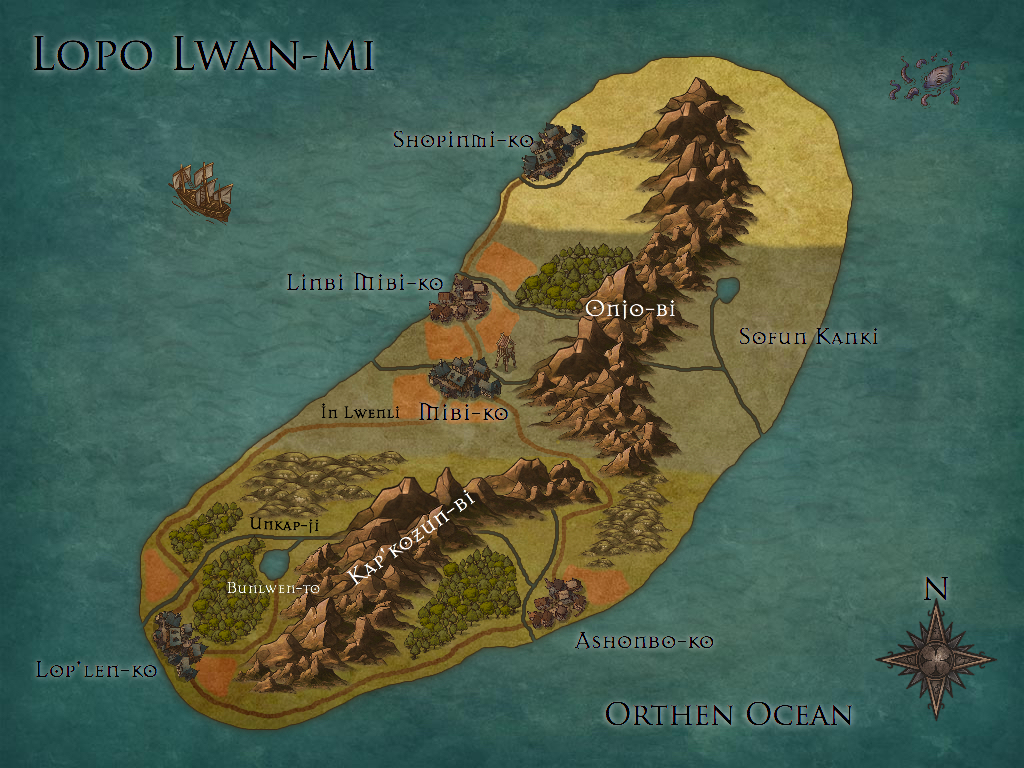 Lopo Lwan-mi
Shopinmi-ko
Linbi Mibi-ko
Onjo-bi
Sofun Kanki
In Lwenli
Mibi-ko
Kap'kozun-bi
Unkap-ji
Bunlwen-to
N
Ashonbo-ko
Lop'len-ko
Orthen Ocean